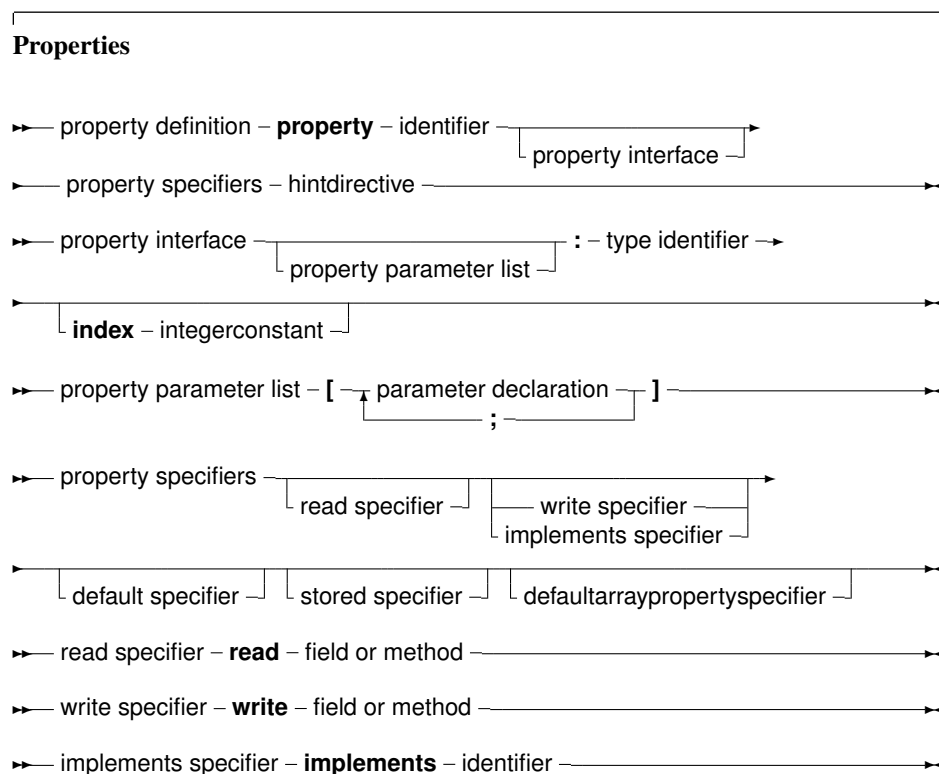 Properties
property definition – property – identifier
property interface
property specifiers – hintdirective
property interface : – type identifier
property parameter list
index – integerconstant
property parameter list – [ – parameter declaration – ]
;
property specifiers
read specifier – write specifier
implements specifier
default specifier – stored specifier – defaultarraypropertyspecifier
read specifier – read – field or method
write specifier – write – field or method
implements specifier – implements – identifier